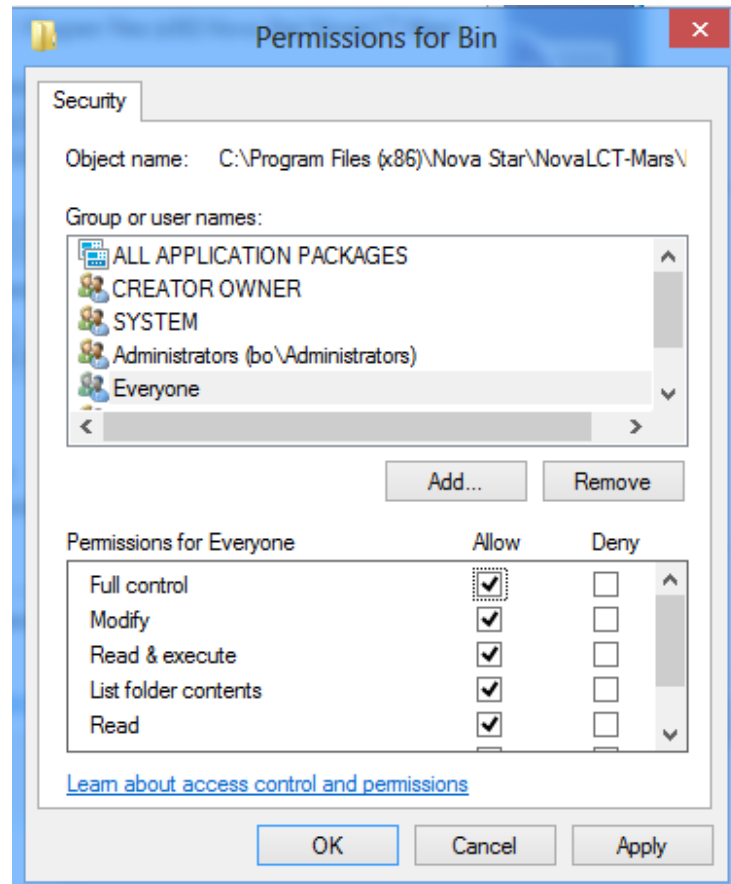 Permissions for Bin
Security
Object name: C:\Program Files (x86)\Nova Star\NovaLCT-Mars\
Group or user names:
ALL APPLICATION PACKAGES
CREATOR OWNER
SYSTEM
Administrators (bo\Administrators)
Everyone
Add... Remove
Permissions for Everyone Allow Deny
Full control
Modify
Read & execute
List folder contents
Read
Learn about access control and permissions
OK Cancel Apply